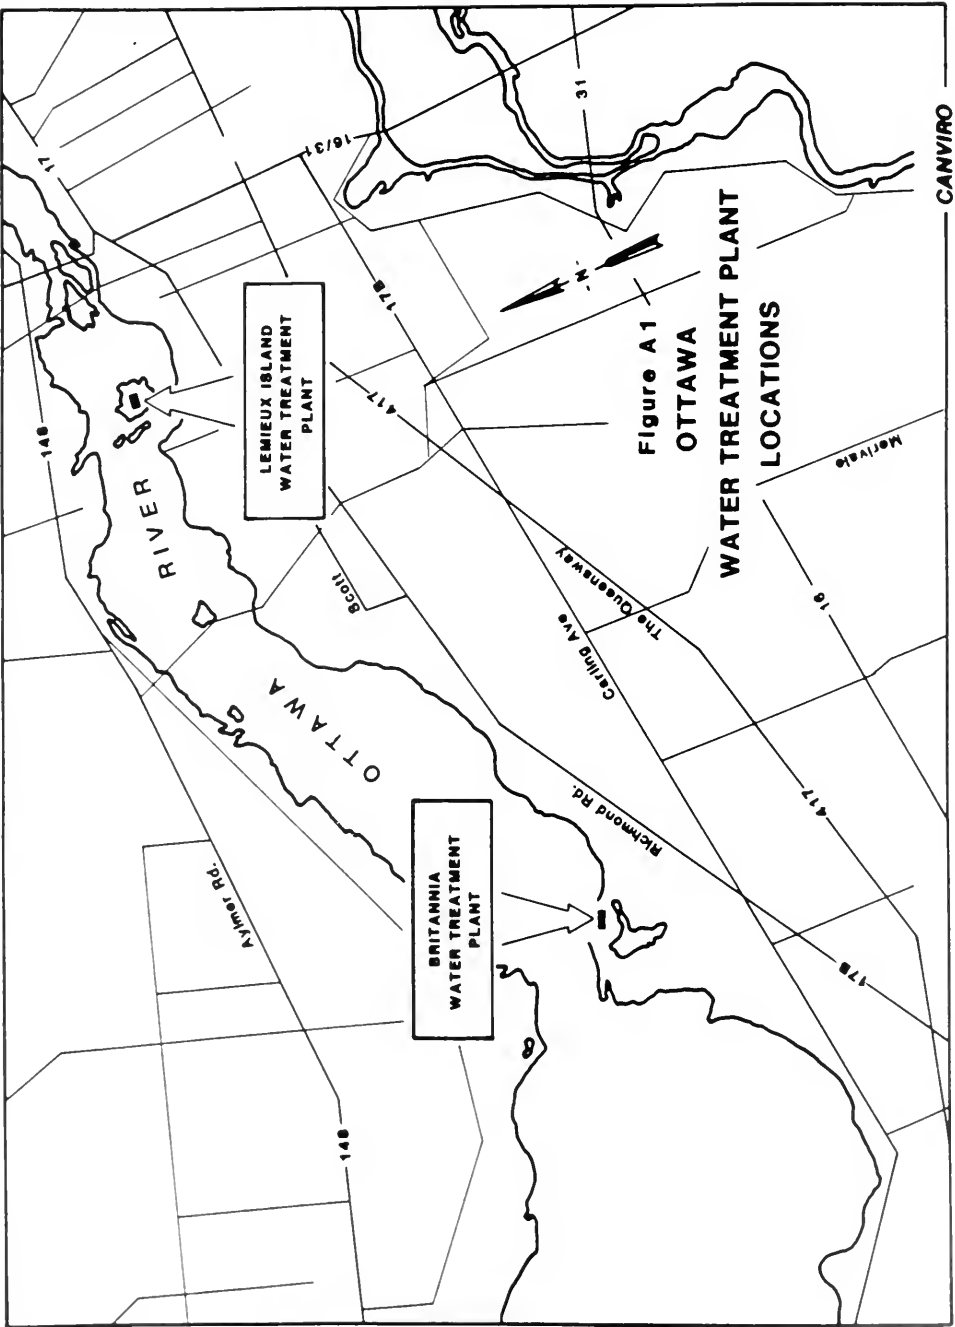 148
17
RIVER
OTTAWA
LEMIEUX ISLAND
WATER TREATMENT
PLANT
BRITANNIA
WATER TREATMENT
PLANT
Aylmer Rd.
148
Scott
16/31
17B
417
31
-N-
Carling Ave
The Queensway
Richmond Rd.
17B
417
16
Merivale
Figure A1
OTTAWA
WATER TREATMENT PLANT
LOCATIONS
CANVIRO